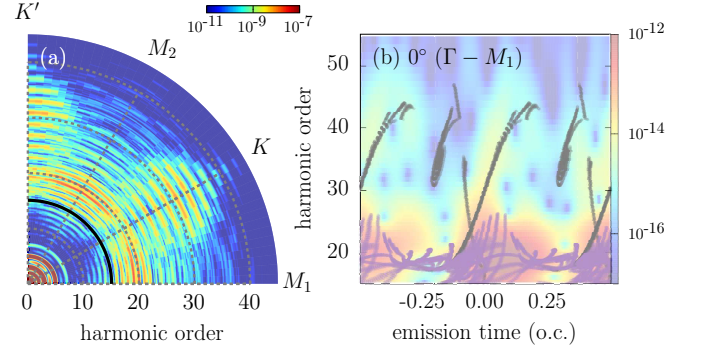 K′
10⁻¹¹ 10⁻⁹ 10⁻⁷
(a)
M₂
K
M₁
0 10 20 30 40
harmonic order
(b) 0° (Γ − M₁)
harmonic order
50
40
30
20
-0.25 0.00 0.25
emission time (o.c.)
10⁻¹²
10⁻¹⁴
10⁻¹⁶